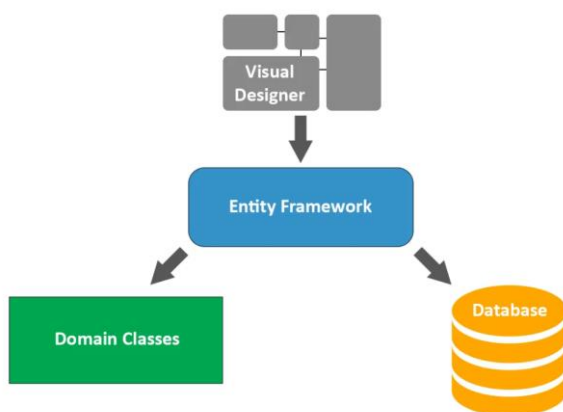 Visual
Designer
Entity Framework
Domain Classes
Database